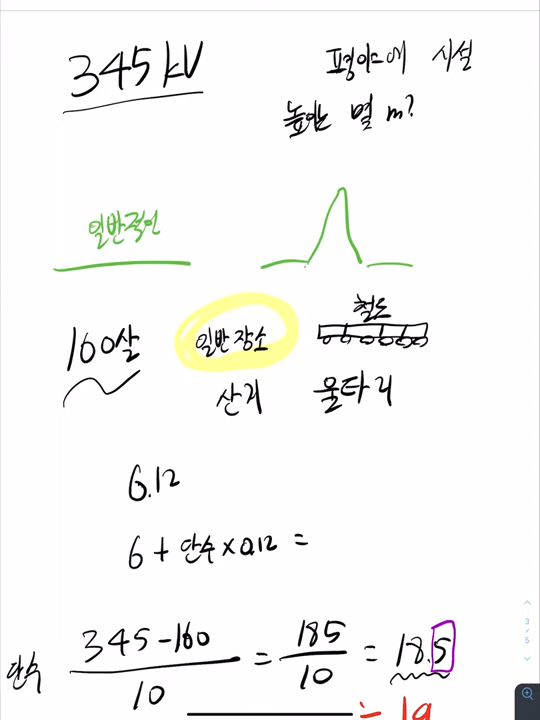 345kV
평야에 시설
높이는 몇 m?
일반적인
160살
일반장소
철도
산지
울타리
6.12
6 + 단수 × 0.12 =
단수 345-160 / 10 = 185 / 10 = 18.5
≒ 19
3 / 5